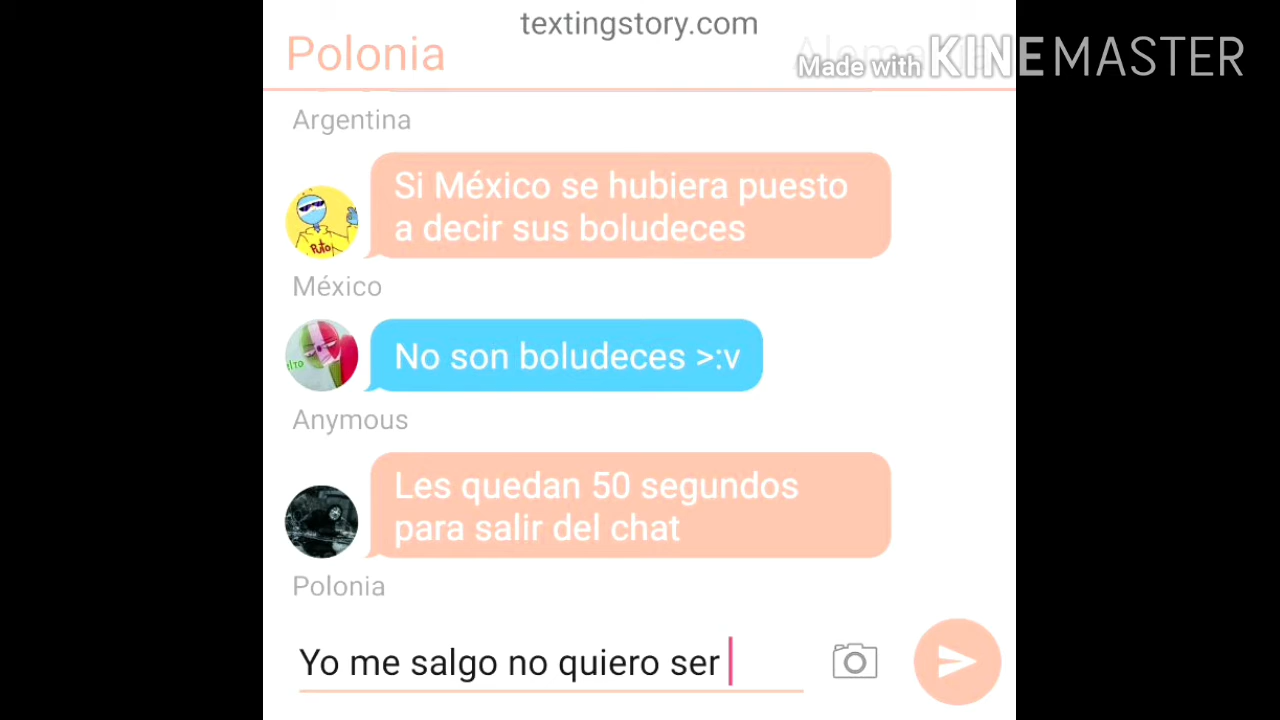 textingstory.com
Polonia
Made with KINEMASTER
Argentina
Si México se hubiera puesto
a decir sus boludeces
Puto
México
No son boludeces >:v
Anymous
Les quedan 50 segundos
para salir del chat
Polonia
Yo me salgo no quiero ser